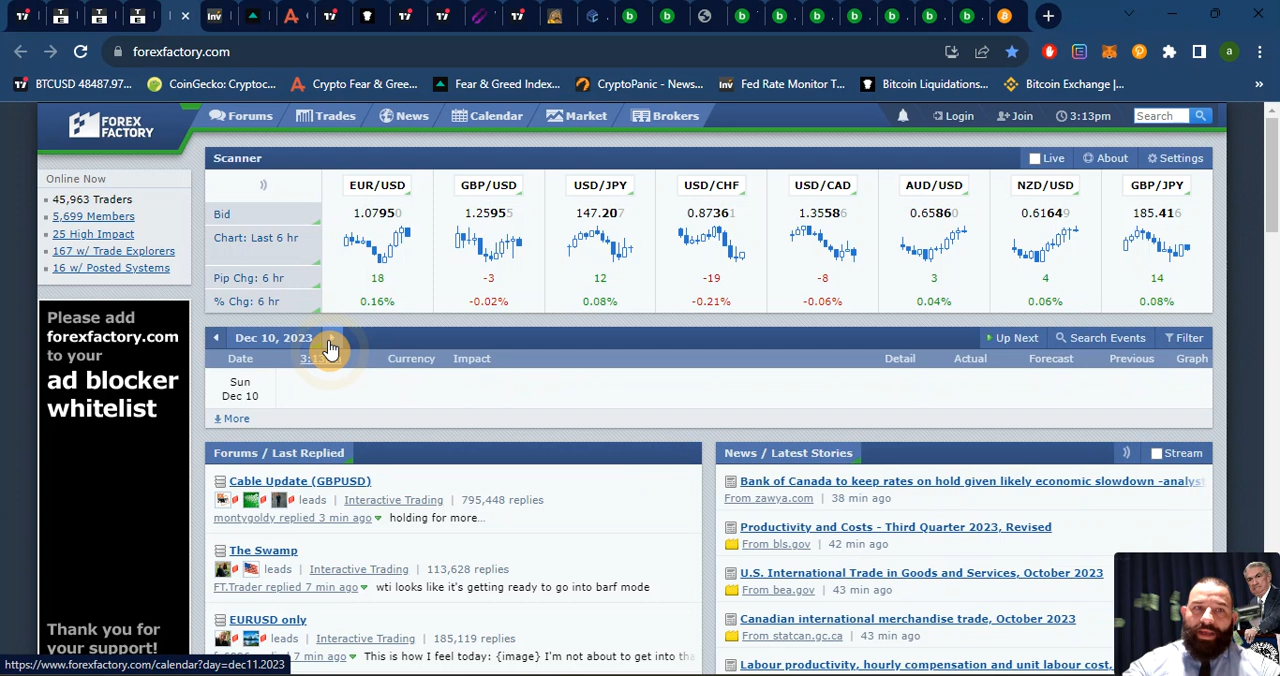 forexfactory.com
BTCUSD 48487.97...
CoinGecko: Cryptoc...
Crypto Fear & Gree...
Fear & Greed Index...
CryptoPanic - News...
Fed Rate Monitor T...
Bitcoin Liquidations...
Bitcoin Exchange |...
FOREX FACTORY
Forums
Trades
News
Calendar
Market
Brokers
Login
Join
3:13pm
Search
Online Now
45,963 Traders
5,699 Members
25 High Impact
167 w/ Trade Explorers
16 w/ Posted Systems
Scanner
Live
About
Settings
EUR/USD GBP/USD USD/JPY USD/CHF USD/CAD AUD/USD NZD/USD GBP/JPY
Bid 1.07950 1.25955 147.207 0.87361 1.35586 0.65860 0.61649 185.416
Chart: Last 6 hr
Pip Chg: 6 hr 18 -3 12 -19 -8 3 4 14
% Chg: 6 hr 0.16% -0.02% 0.08% -0.21% -0.06% 0.04% 0.06% 0.08%
Dec 10, 2023
Up Next
Search Events
Filter
Date Currency Impact Detail Actual Forecast Previous Graph
Sun
Dec 10
More
Please add
forexfactory.com
to your
ad blocker
whitelist
Thank you for
your support!
Forums / Last Replied
Cable Update (GBPUSD)
leads Interactive Trading 795,448 replies
montygoldy replied 3 min ago holding for more...
The Swamp
leads Interactive Trading 113,628 replies
FT.Trader replied 7 min ago wti looks like it's getting ready to go into barf mode
EURUSD only
leads Interactive Trading 185,119 replies
7 min ago This is how I feel today: {image} I'm not about to get into tha
News / Latest Stories
Stream
Bank of Canada to keep rates on hold given likely economic slowdown -analyst
From zawya.com | 38 min ago
Productivity and Costs - Third Quarter 2023, Revised
From bls.gov | 42 min ago
U.S. International Trade in Goods and Services, October 2023
From bea.gov | 43 min ago
Canadian international merchandise trade, October 2023
From statcan.gc.ca | 43 min ago
Labour productivity, hourly compensation and unit labour cost,
https://www.forexfactory.com/calendar?day=dec11.2023